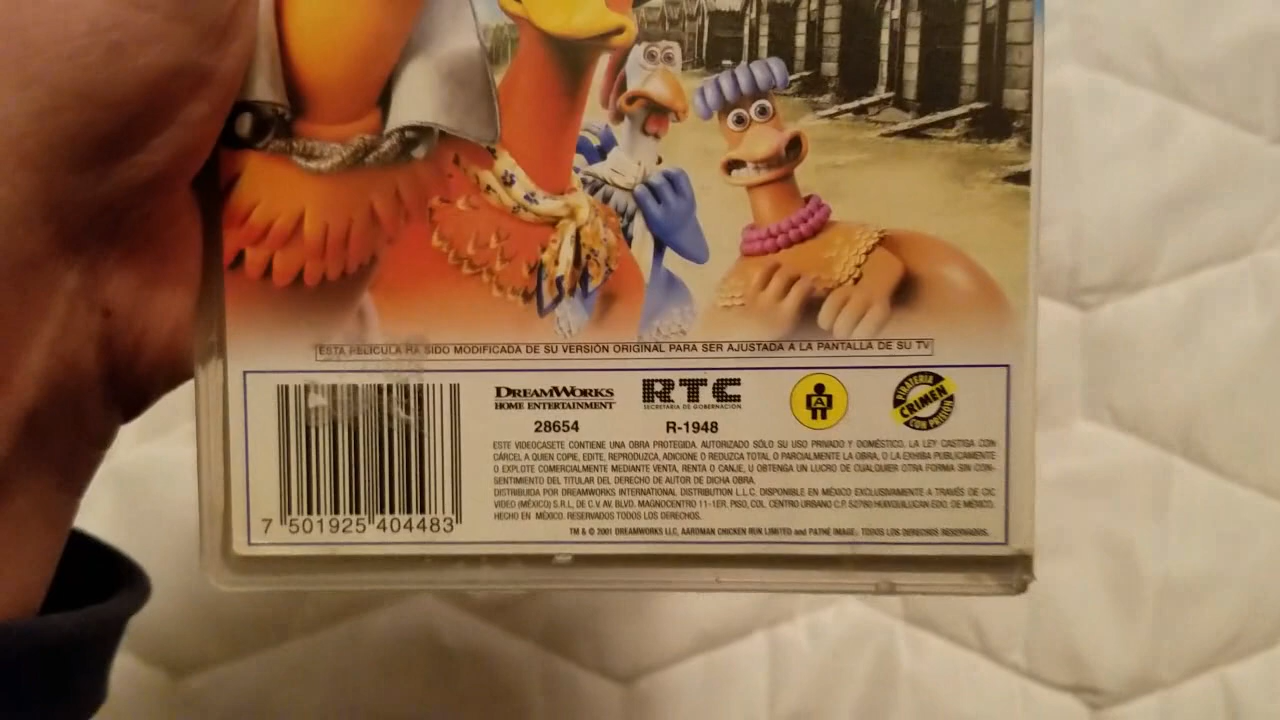 ESTA PELICULA HA SIDO MODIFICADA DE SU VERSIÓN ORIGINAL PARA SER AJUSTADA A LA PANTALLA DE SU TV
DREAMWORKS
HOME ENTERTAINMENT
28654
RTC
SECRETARIA DE GOBERNACION
R-1948
A
PIRATERIA
CRIMEN
CON PRISION
ESTE VIDEOCASETE CONTIENE UNA OBRA PROTEGIDA. AUTORIZADO SÓLO SU USO PRIVADO Y DOMÉSTICO. LA LEY CASTIGA CON
CÁRCEL A QUIEN COPIE, EDITE, REPRODUZCA, ADICIONE O REDUZCA TOTAL O PARCIALMENTE LA OBRA, O LA EXHIBA PUBLICAMENTE
O EXPLOTE COMERCIALMENTE MEDIANTE VENTA, RENTA O CANJE, U OBTENGA UN LUCRO DE CUALQUIER OTRA FORMA SIN CON-
SENTIMIENTO DEL TITULAR DEL DERECHO DE AUTOR DE DICHA OBRA.
DISTRIBUIDA POR DREAMWORKS INTERNATIONAL DISTRIBUTION L.L.C. DISPONIBLE EN MÉXICO EXCLUSIVAMENTE A TRAVÉS DE CIC
VIDEO (MÉXICO) S.R.L. DE C.V. AV. BLVD. MAGNOCENTRO 11-1ER. PISO, COL. CENTRO URBANO C.P. 52760 HUIXQUILUCAN EDO. DE MÉXICO.
HECHO EN MÉXICO. RESERVADOS TODOS LOS DERECHOS.
TM & © 2001 DREAMWORKS LLC, AARDMAN CHICKEN RUN LIMITED and PATHÉ IMAGE. TODOS LOS DERECHOS RESERVADOS.
7 501925 404483